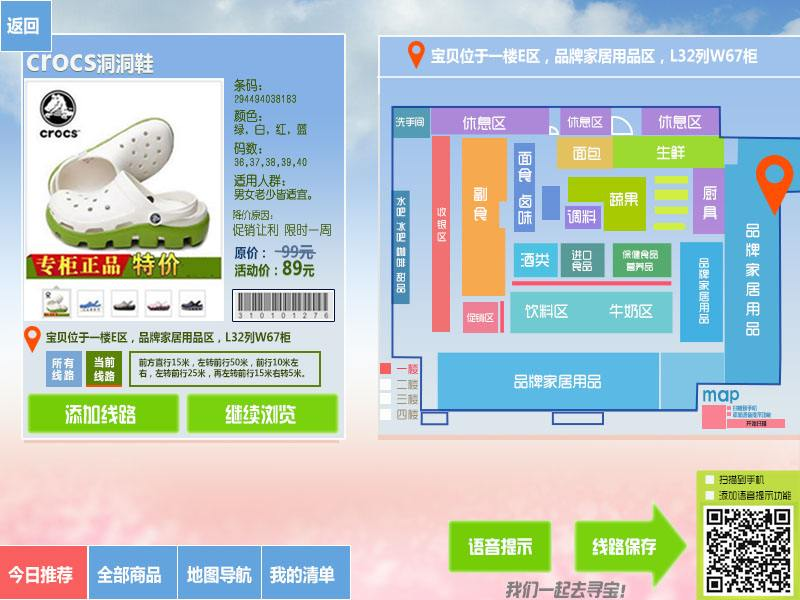 返回
crocs洞洞鞋
crocs™
专柜正品 特价
条码：
294494038183
颜色：
绿，白，红，蓝
码数：
36,37,38,39,40
适用人群：
男女老少皆适宜。
降价原因：
促销让利 限时一周
原价： -99元
活动价：89元
310101276
宝贝位于一楼E区，品牌家居用品区，L32列W67柜
所有线路
当前线路
前方直行15米，左转前行50米，前行10米左
右，左转前行25米，再左转前行15米右转5米。
添加线路
继续浏览
宝贝位于一楼E区，品牌家居用品区，L32列W67柜
洗手间
休息区
休息区
休息区
面包
生鲜
收银区
副食
面食 卤味
蔬果
调料
厨具
品牌家居用品
酒类
进口食品
保健食品
营养品
品牌家居用品
促销区
饮料区
牛奶区
品牌家居用品
一楼
二楼
三楼
四楼
map
扫描到手机
添加语音提示功能
语音提示
线路保存
我们一起去寻宝！
今日推荐
全部商品
地图导航
我的清单